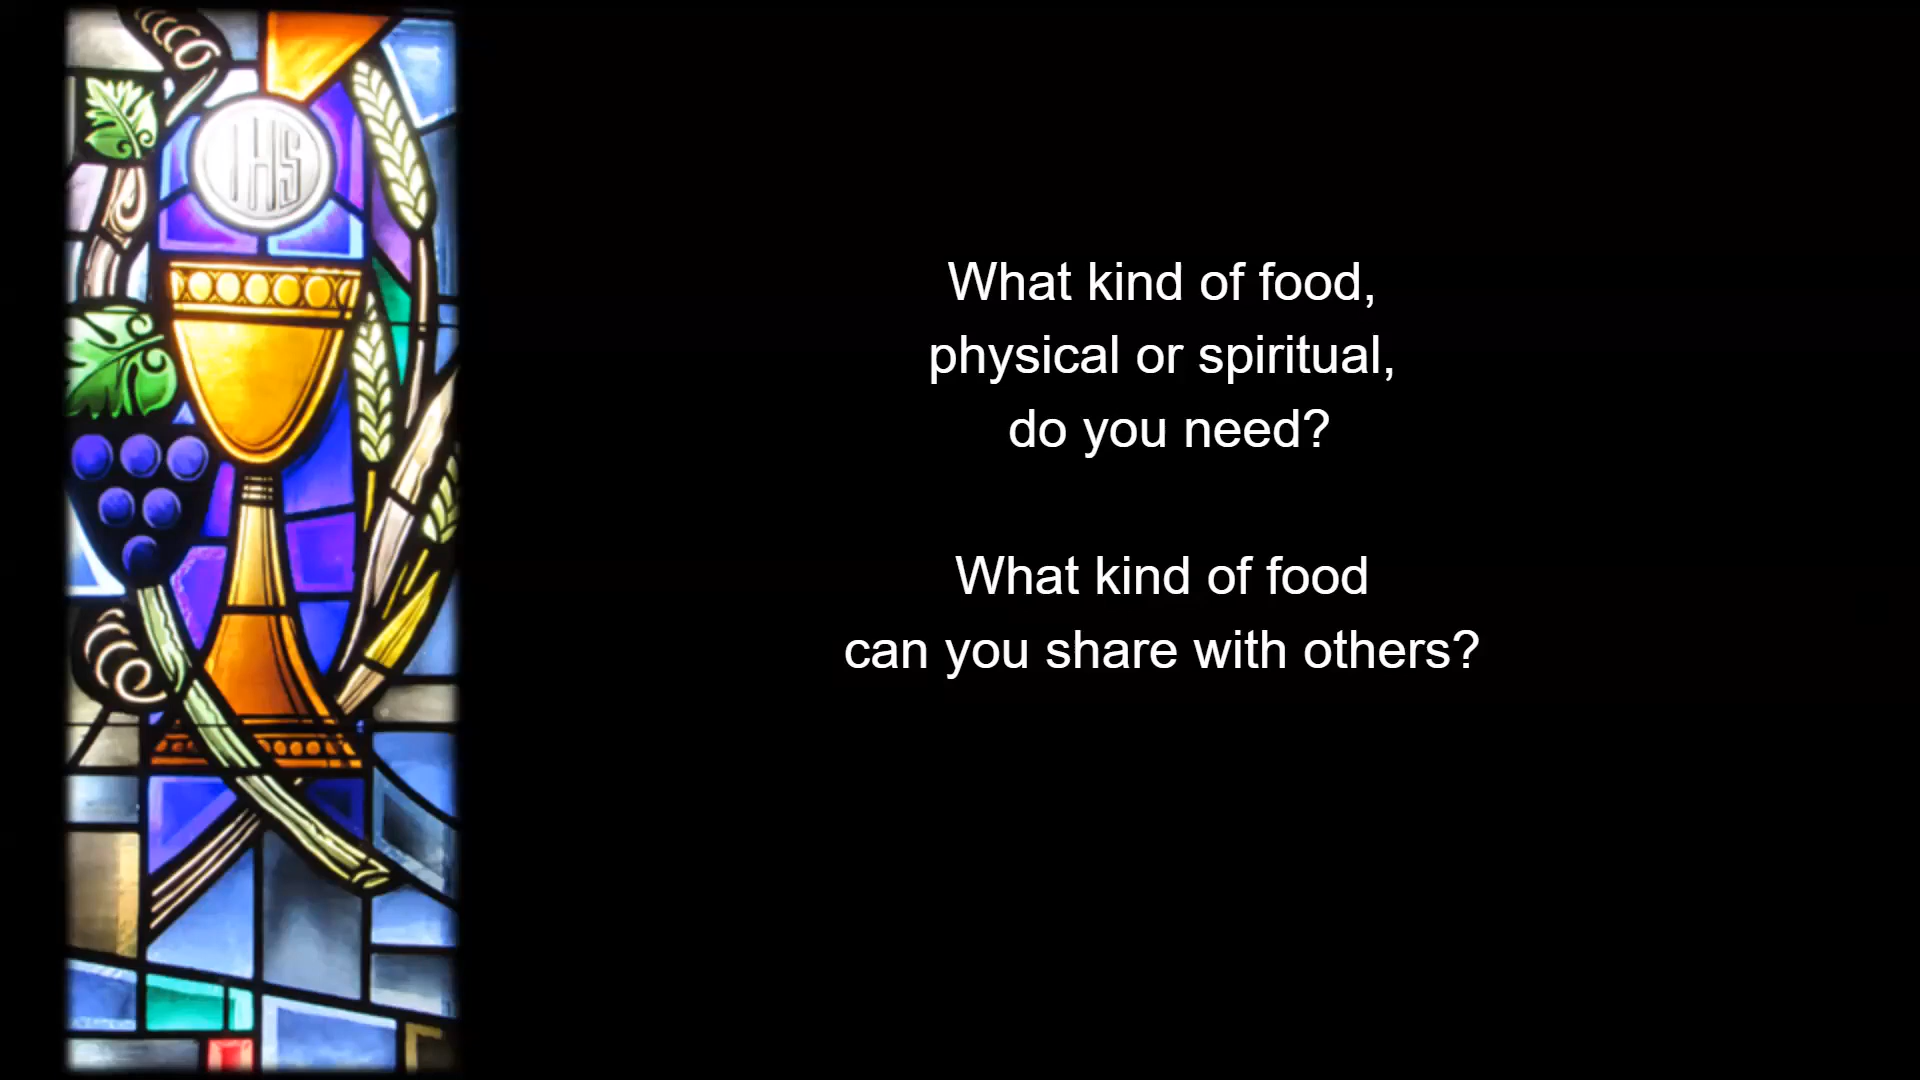 IHS
What kind of food,
physical or spiritual,
do you need?
What kind of food
can you share with others?